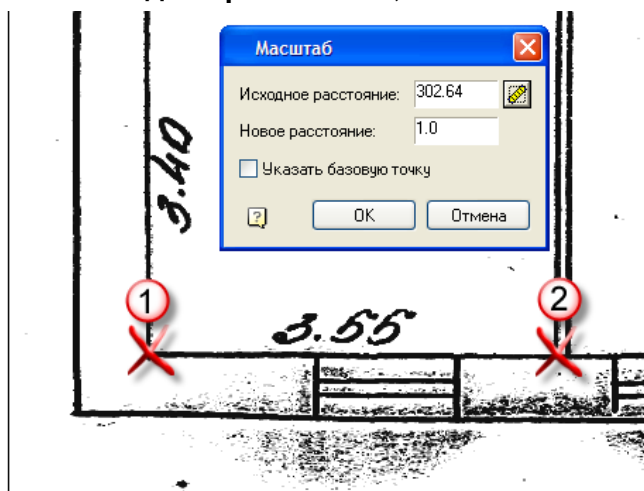 Масштаб
Исходное расстояние: 302.64
Новое расстояние: 1.0
Указать базовую точку
?
OK
Отмена
3.40
1
2
3.55